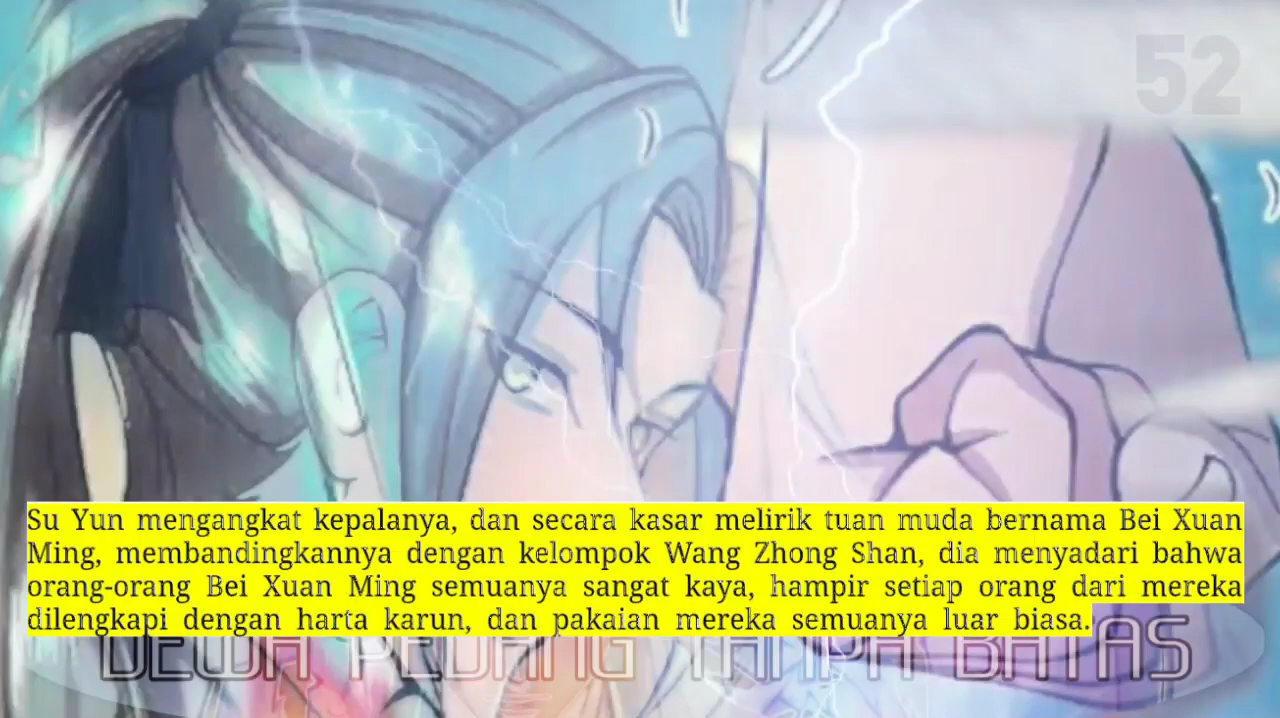 52
Su Yun mengangkat kepalanya, dan secara kasar melirik tuan muda bernama Bei Xuan
Ming, membandingkannya dengan kelompok Wang Zhong Shan, dia menyadari bahwa
orang-orang Bei Xuan Ming semuanya sangat kaya, hampir setiap orang dari mereka
dilengkapi dengan harta karun, dan pakaian mereka semuanya luar biasa.
DEWA PEDANG TANPA BATAS